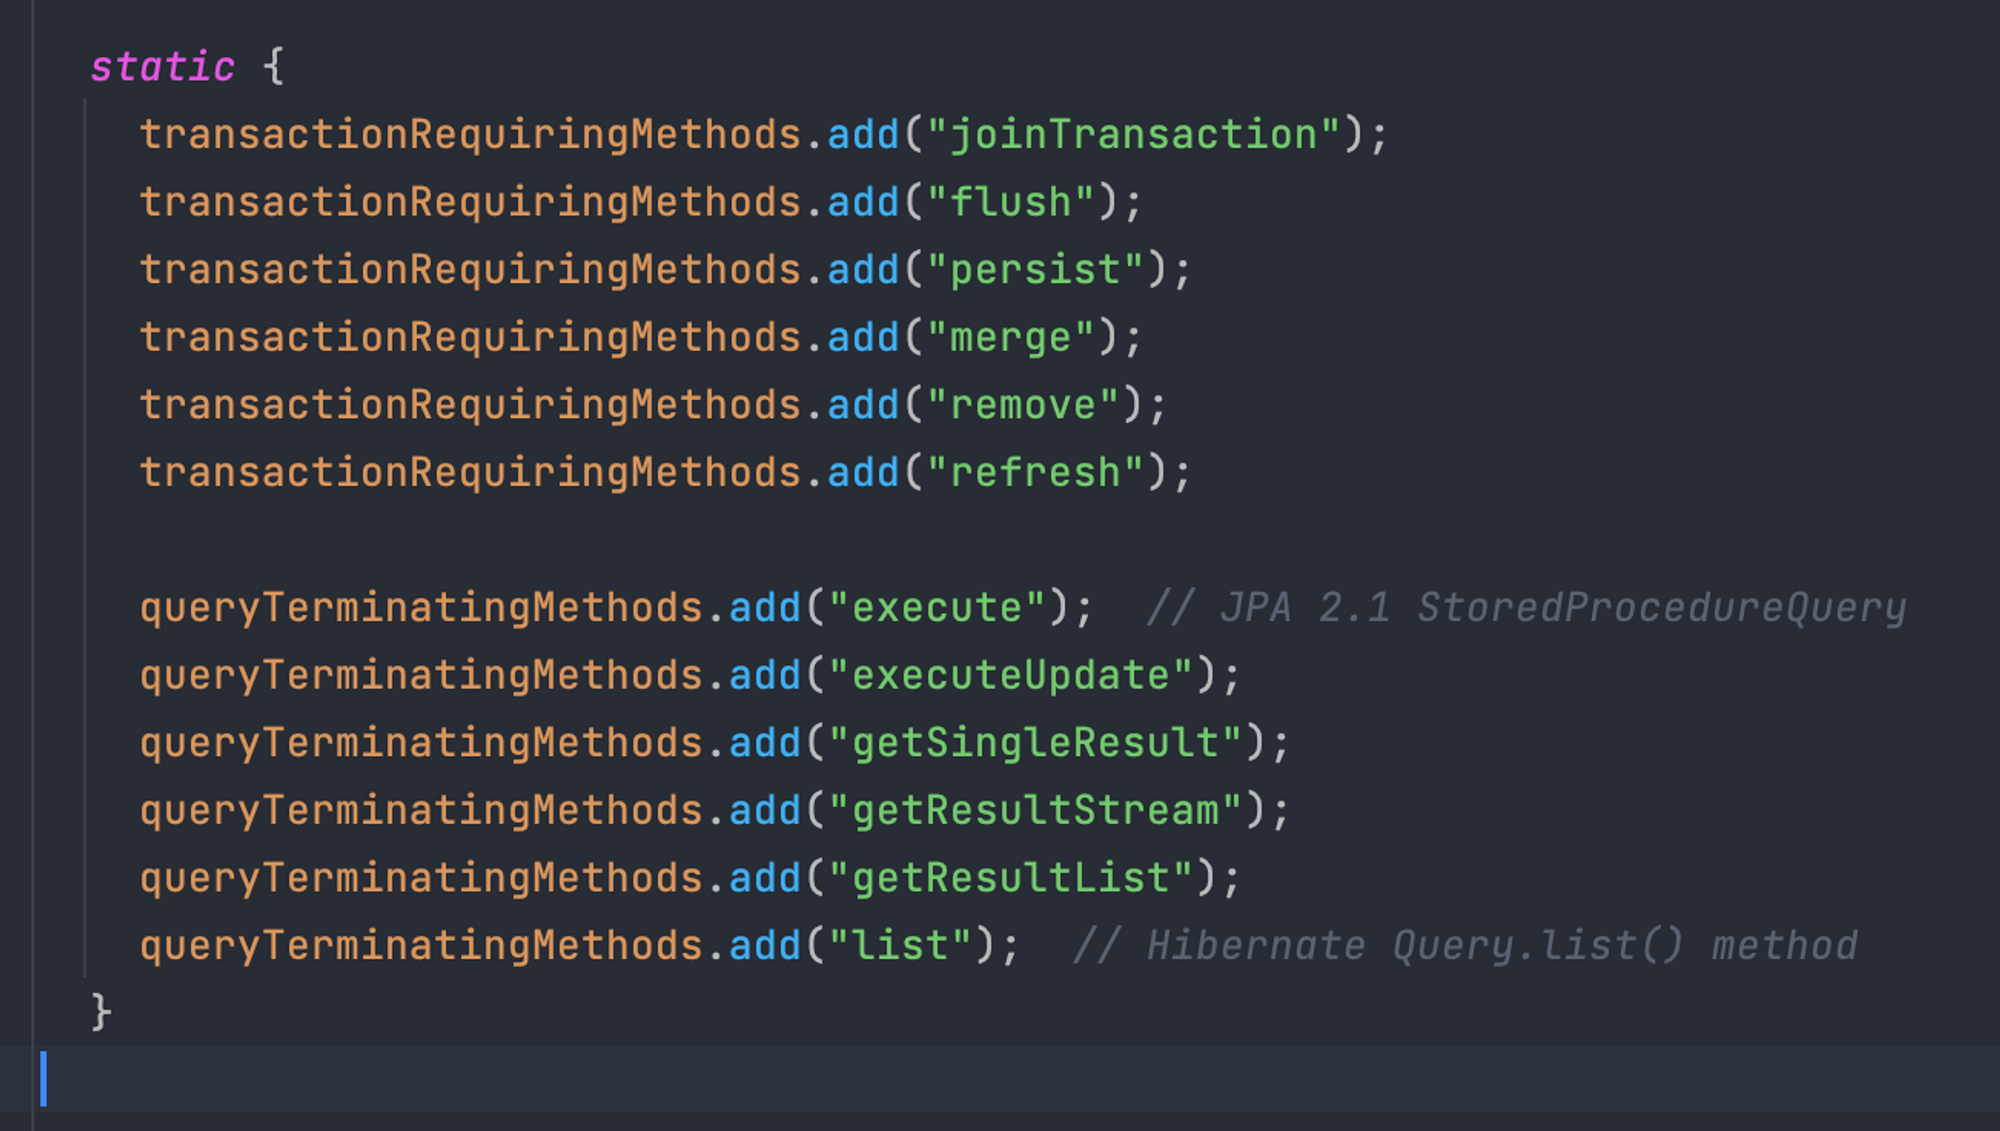 static {
transactionRequiringMethods.add("joinTransaction");
transactionRequiringMethods.add("flush");
transactionRequiringMethods.add("persist");
transactionRequiringMethods.add("merge");
transactionRequiringMethods.add("remove");
transactionRequiringMethods.add("refresh");
queryTerminatingMethods.add("execute");  // JPA 2.1 StoredProcedureQuery
queryTerminatingMethods.add("executeUpdate");
queryTerminatingMethods.add("getSingleResult");
queryTerminatingMethods.add("getResultStream");
queryTerminatingMethods.add("getResultList");
queryTerminatingMethods.add("list");  // Hibernate Query.list() method
}